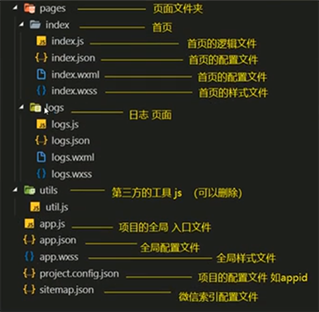 pages 页面文件夹
index 首页
index.js 首页的逻辑文件
index.json 首页的配置文件
index.wxml 首页的配置文件
index.wxss 首页的样式文件
logs 日志 页面
logs.js
logs.json
logs.wxml
logs.wxss
utils 第三方的工具 js （可以删除）
util.js
app.js 项目的全局 入口文件
app.json 全局配置文件
app.wxss 全局样式文件
project.config.json 项目的配置文件 如appid
sitemap.json 微信索引配置文件